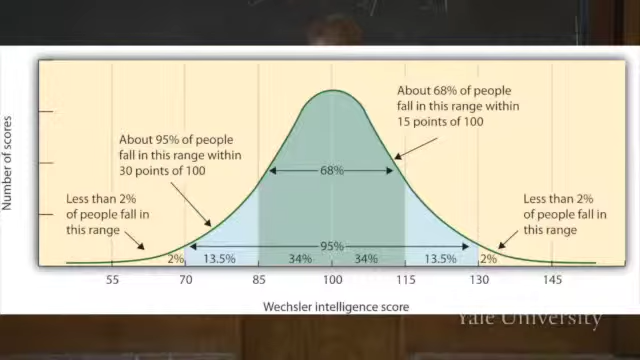 About 68% of people
fall in this range within
15 points of 100
About 95% of people
fall in this range within
30 points of 100
68%
Less than 2%
of people fall in
this range
Less than 2%
of people fall in
this range
95%
2% 13.5% 34% 34% 13.5% 2%
55 70 85 100 115 130 145
Number of scores
Wechsler intelligence score
Yale University